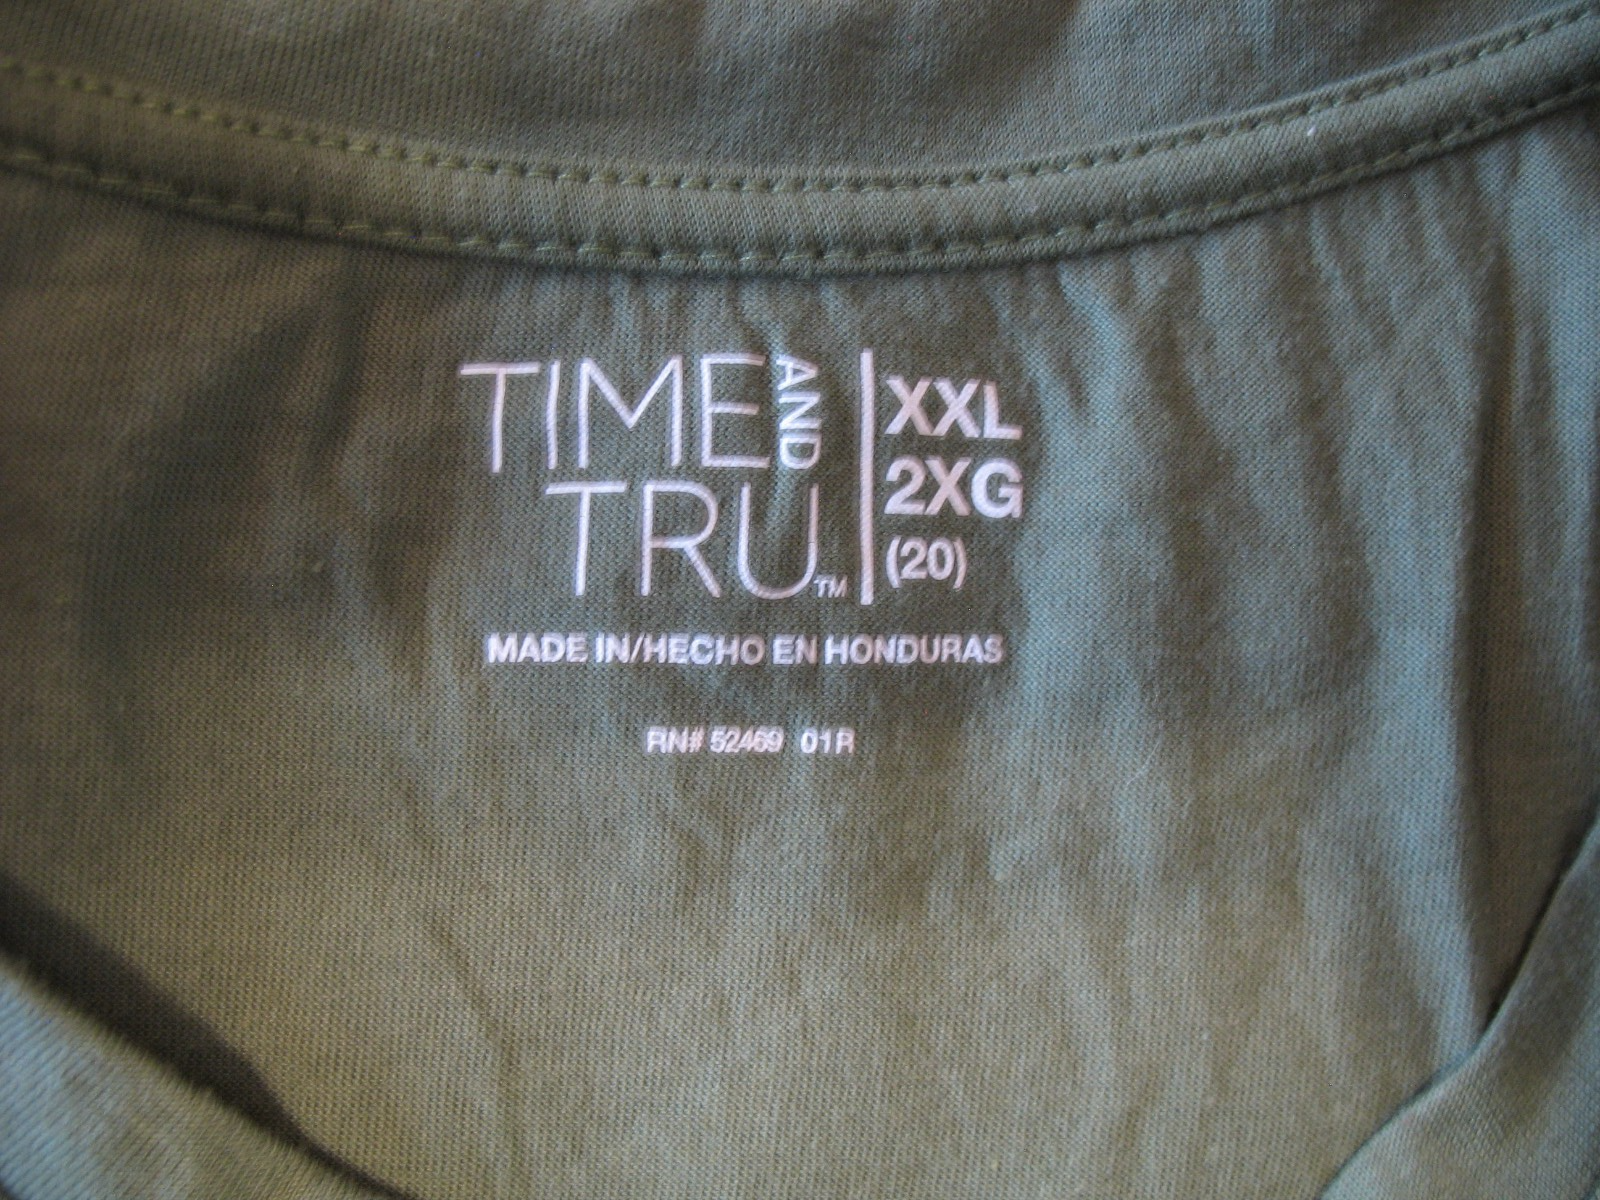 TIME AND
TRU™
XXL
2XG
(20)
MADE IN/HECHO EN HONDURAS
RN# 52469 01R